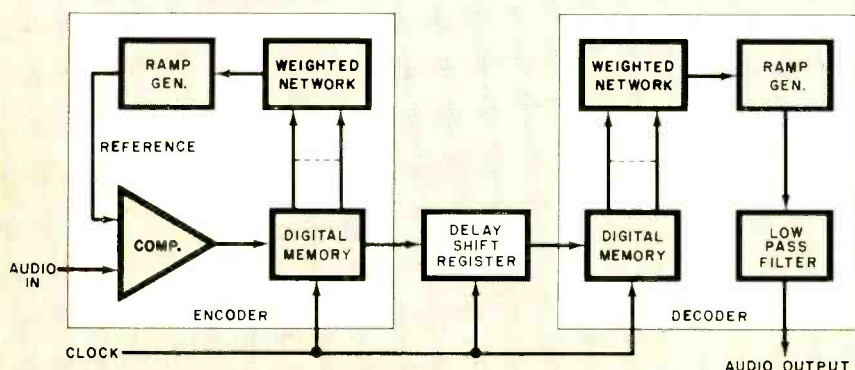 RAMP
GEN.
WEIGHTED
NETWORK
REFERENCE
COMP.
DIGITAL
MEMORY
AUDIO
IN
ENCODER
CLOCK
DELAY
SHIFT
REGISTER
WEIGHTED
NETWORK
RAMP
GEN.
DIGITAL
MEMORY
LOW
PASS
FILTER
DECODER
AUDIO OUTPUT